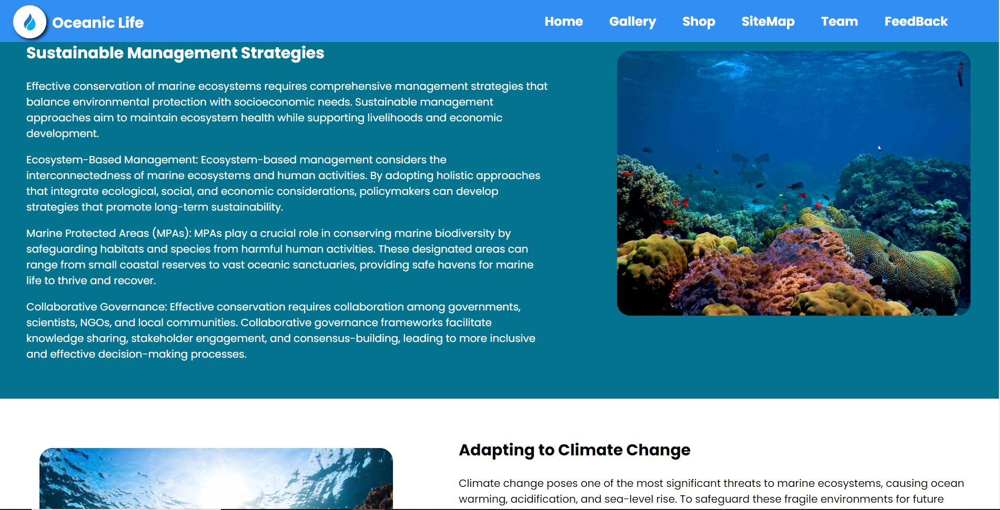 Oceanic Life
Home Gallery Shop SiteMap Team FeedBack
Sustainable Management Strategies
Effective conservation of marine ecosystems requires comprehensive management strategies that
balance environmental protection with socioeconomic needs. Sustainable management
approaches aim to maintain ecosystem health while supporting livelihoods and economic
development.
Ecosystem-Based Management: Ecosystem-based management considers the
interconnectedness of marine ecosystems and human activities. By adopting holistic approaches
that integrate ecological, social, and economic considerations, policymakers can develop
strategies that promote long-term sustainability.
Marine Protected Areas (MPAs): MPAs play a crucial role in conserving marine biodiversity by
safeguarding habitats and species from harmful human activities. These designated areas can
range from small coastal reserves to vast oceanic sanctuaries, providing safe havens for marine
life to thrive and recover.
Collaborative Governance: Effective conservation requires collaboration among governments,
scientists, NGOs, and local communities. Collaborative governance frameworks facilitate
knowledge sharing, stakeholder engagement, and consensus-building, leading to more inclusive
and effective decision-making processes.
Adapting to Climate Change
Climate change poses one of the most significant threats to marine ecosystems, causing ocean
warming, acidification, and sea-level rise. To safeguard these fragile environments for future